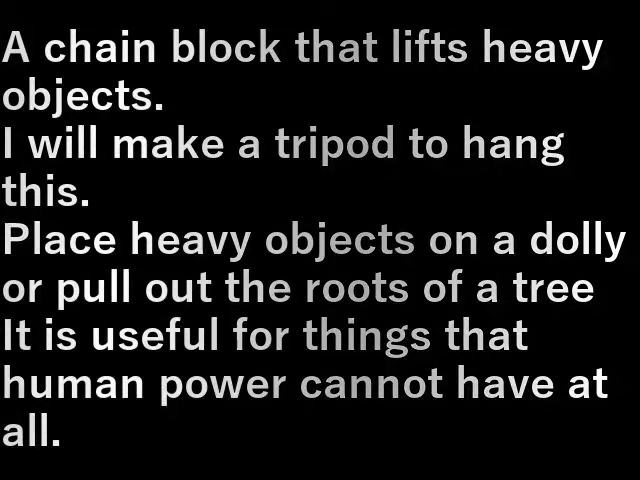 A chain block that lifts heavy
objects.
I will make a tripod to hang
this.
Place heavy objects on a dolly
or pull out the roots of a tree
It is useful for things that
human power cannot have at
all.